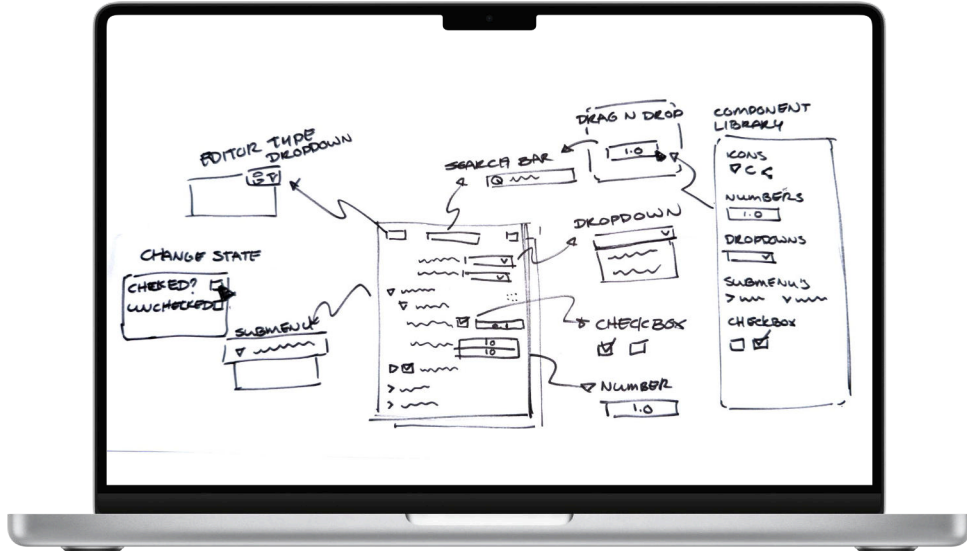 EDITOR TYPE
DROPDOWN
SEARCH BAR
DRAG N DROP
1.0
COMPONENT
LIBRARY
ICONS
NUMBERS
1.0
DROPDOWNS
SUBMENU'S
CHECKBOX
DROPDOWN
CHANGE STATE
CHEKED?
UNCHECKED
SUBMENU
0.1
10
10
CHECKBOX
NUMBER
1.0